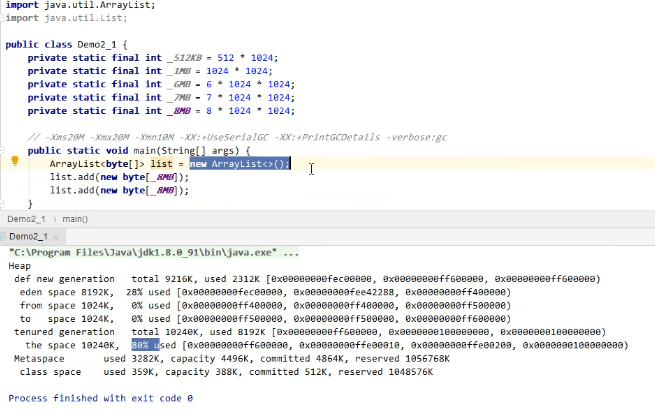 import java.util.ArrayList;
import java.util.List;
public class Demo2_1 {
private static final int _512KB = 512 * 1024;
private static final int _1MB = 1024 * 1024;
private static final int _6MB = 6 * 1024 * 1024;
private static final int _7MB = 7 * 1024 * 1024;
private static final int _8MB = 8 * 1024 * 1024;
// -Xms20M -Xmx20M -Xmn10M -XX:+UseSerialGC -XX:+PrintGCDetails -verbose:gc
public static void main(String[] args) {
ArrayList<byte[]> list = new ArrayList<>();
list.add(new byte[_8MB]);
list.add(new byte[_8MB]);
}
Demo2_1 › main()
Demo2_1 ×
"C:\Program Files\Java\jdk1.8.0_91\bin\java.exe" ...
Heap
def new generation total 9216K, used 2312K [0x00000000fec00000, 0x00000000ff600000, 0x00000000ff600000)
eden space 8192K, 28% used [0x00000000fec00000, 0x00000000fee42288, 0x00000000ff400000)
from space 1024K, 0% used [0x00000000ff400000, 0x00000000ff400000, 0x00000000ff500000)
to space 1024K, 0% used [0x00000000ff500000, 0x00000000ff500000, 0x00000000ff600000)
tenured generation total 10240K, used 8192K [0x00000000ff600000, 0x0000000100000000, 0x0000000100000000)
the space 10240K, 80% used [0x00000000ff600000, 0x00000000ffe00010, 0x00000000ffe00200, 0x0000000100000000)
Metaspace used 3282K, capacity 4496K, committed 4864K, reserved 1056768K
class space used 359K, capacity 388K, committed 512K, reserved 1048576K
Process finished with exit code 0